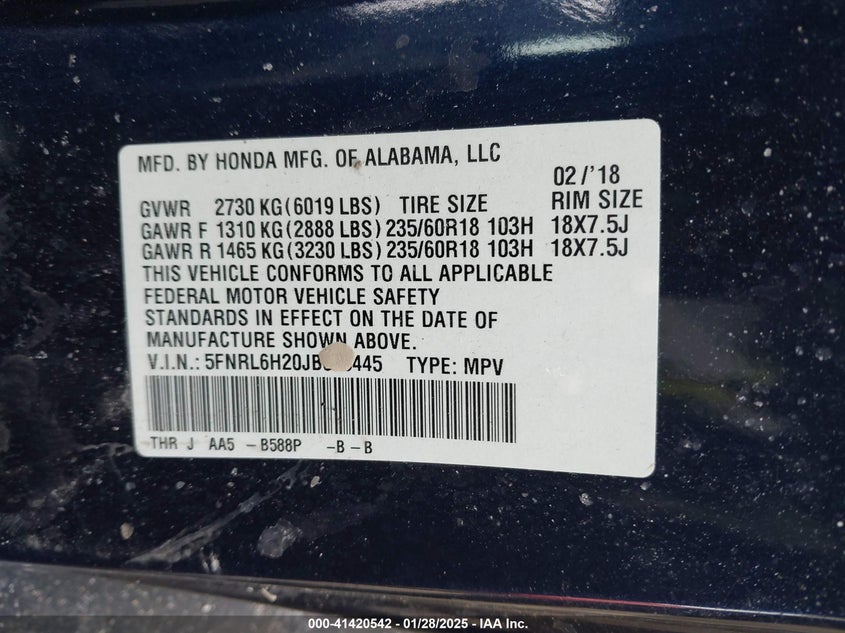 MFD. BY HONDA MFG. OF ALABAMA, LLC
02/'18
GVWR 2730 KG(6019 LBS) TIRE SIZE RIM SIZE
GAWR F 1310 KG(2888 LBS) 235/60R18 103H 18X7.5J
GAWR R 1465 KG(3230 LBS) 235/60R18 103H 18X7.5J
THIS VEHICLE CONFORMS TO ALL APPLICABLE
FEDERAL MOTOR VEHICLE SAFETY
STANDARDS IN EFFECT ON THE DATE OF
MANUFACTURE SHOWN ABOVE.
V.I.N.: TYPE: MPV
THR J AA5 -B588P -B -B
000-41420542 - 01/28/2025 - © IAA Inc.